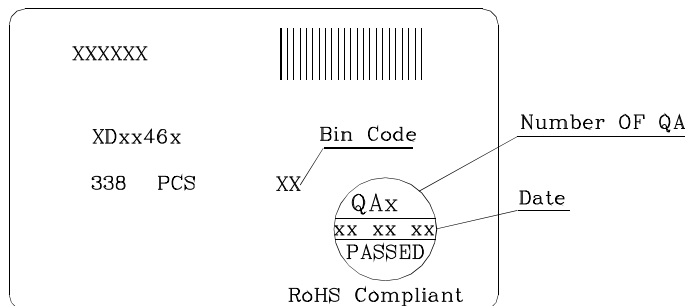 XXXXXX
XDxx46x
Bin Code
Number OF QA
338 PCS
XX
QAx
Date
xx xx xx
PASSED
RoHS Compliant